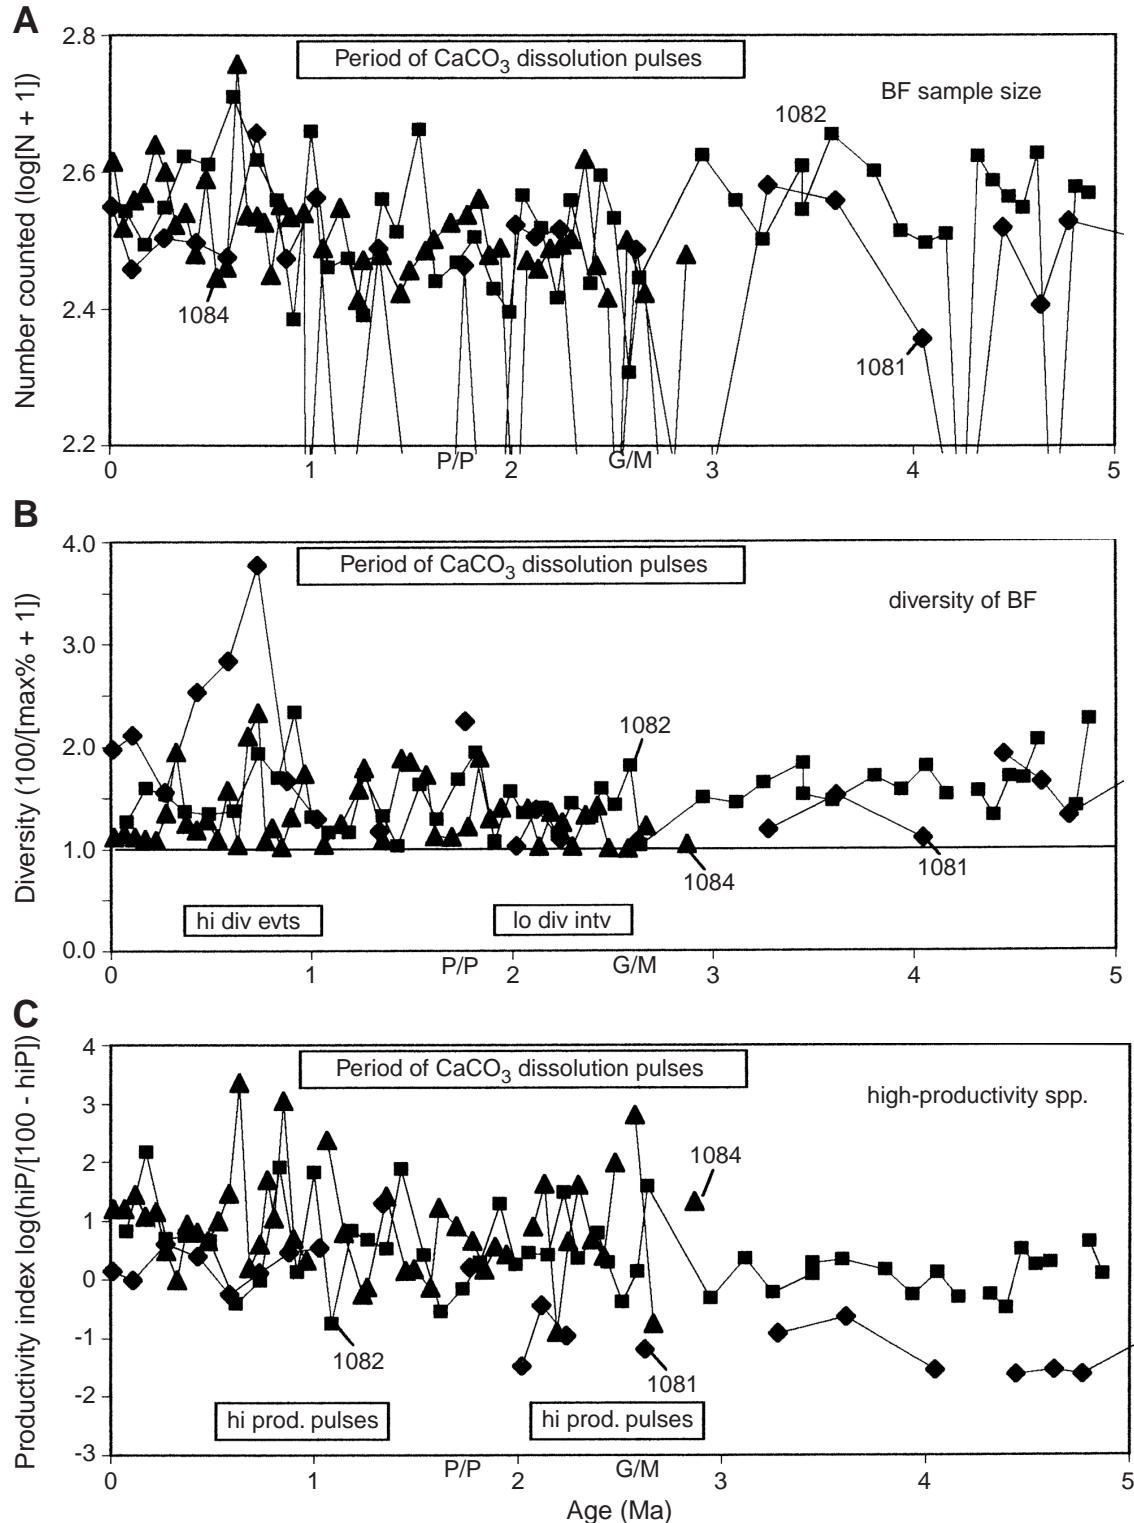 A
Number counted (log[N + 1])
2.8
2.6
2.4
2.2
Period of CaCO3 dissolution pulses
BF sample size
1082
1084
1081
0
1
P/P
2
G/M
3
4
5
B
Diversity (100/[max% + 1])
4.0
3.0
2.0
1.0
0.0
Period of CaCO3 dissolution pulses
diversity of BF
1082
1084
1081
hi div evts
lo div intv
0
1
P/P
2
G/M
3
4
5
C
Productivity index log(hiP/[100 - hiP])
4
3
2
1
0
-1
-2
-3
Period of CaCO3 dissolution pulses
high-productivity spp.
1084
1082
1081
hi prod. pulses
hi prod. pulses
0
1
P/P
2
G/M
3
4
5
Age (Ma)